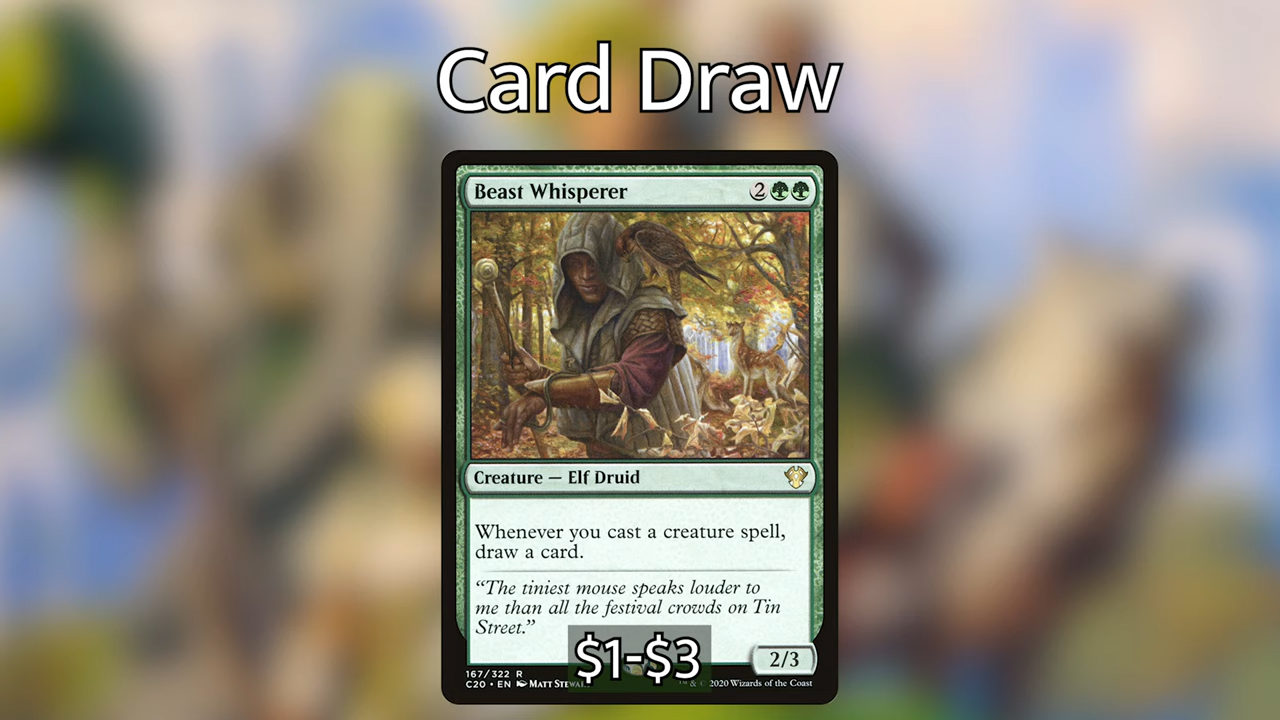 Card Draw
Beast Whisperer 2
Creature — Elf Druid
Whenever you cast a creature spell,
draw a card.
“The tiniest mouse speaks louder to
me than all the festival crowds on Tin
Street.”
$1-$3
2/3
167/322 R
C20 • EN Matt
2020 Wizards of the Coast